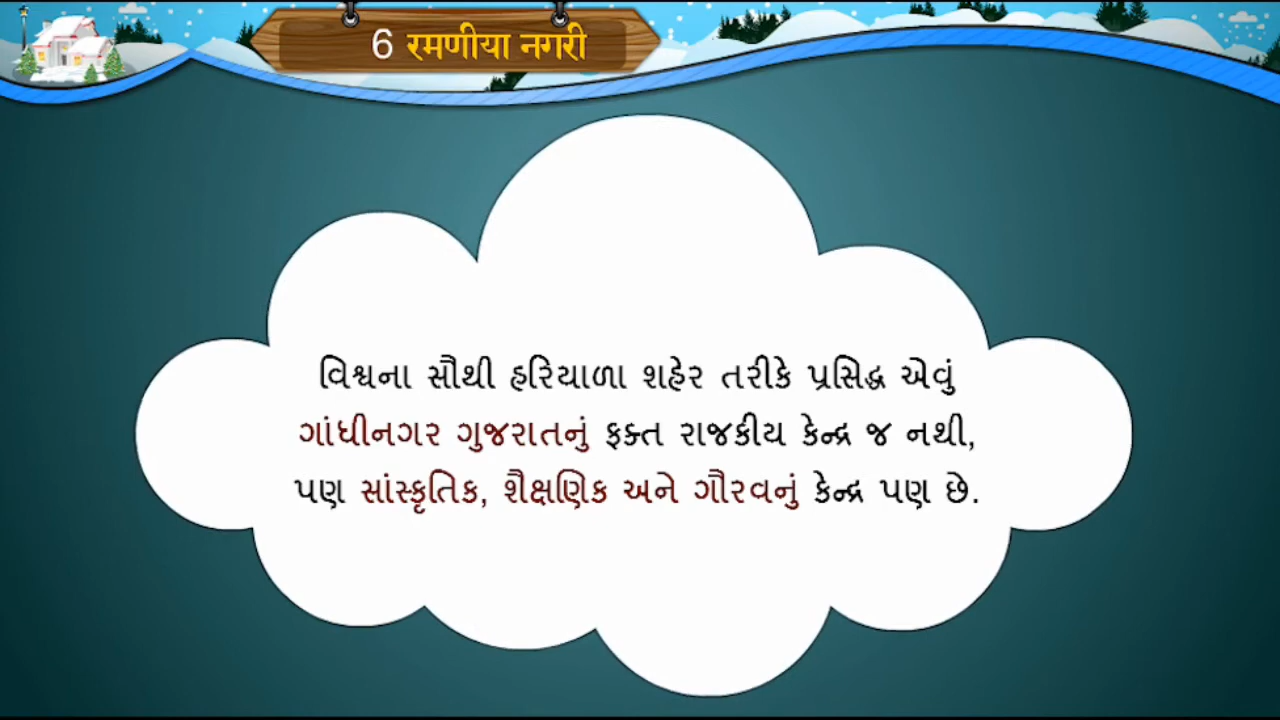 6 रमणीया नगरी
વિશ્વના સૌથી હરિયાળા શહેર તરીકે પ્રસિદ્ધ એવું
ગાંધીનગર ગુજરાતનું ફક્ત રાજકીય કેન્દ્ર જ નથી,
પણ સાંસ્કૃતિક, શૈક્ષણિક અને ગૌરવનું કેન્દ્ર પણ છે.